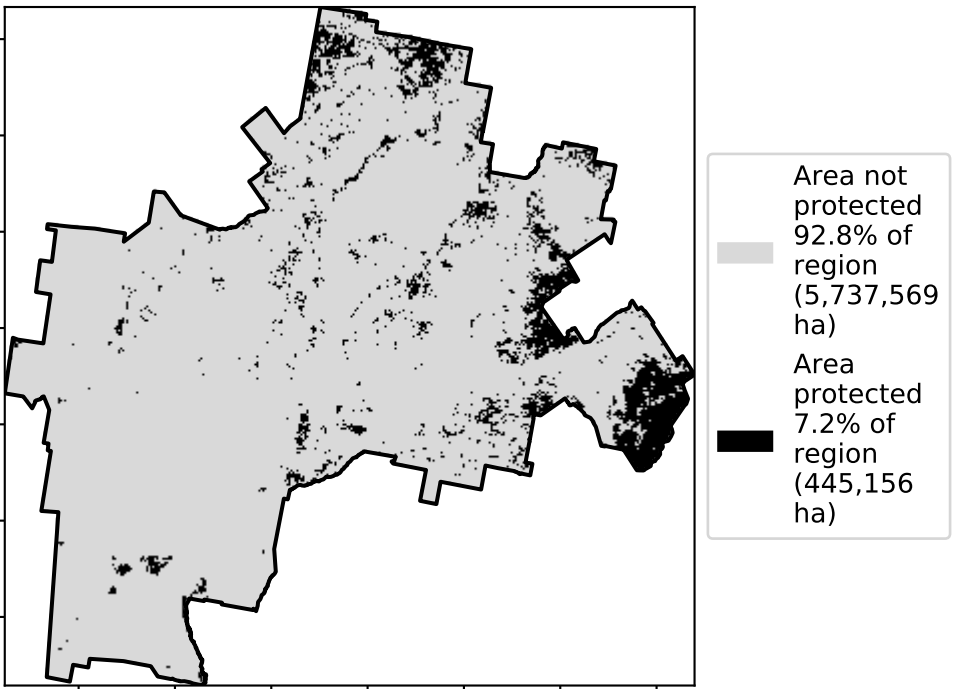 Area not
protected
92.8% of
region
(5,737,569
ha)
Area
protected
7.2% of
region
(445,156
ha)